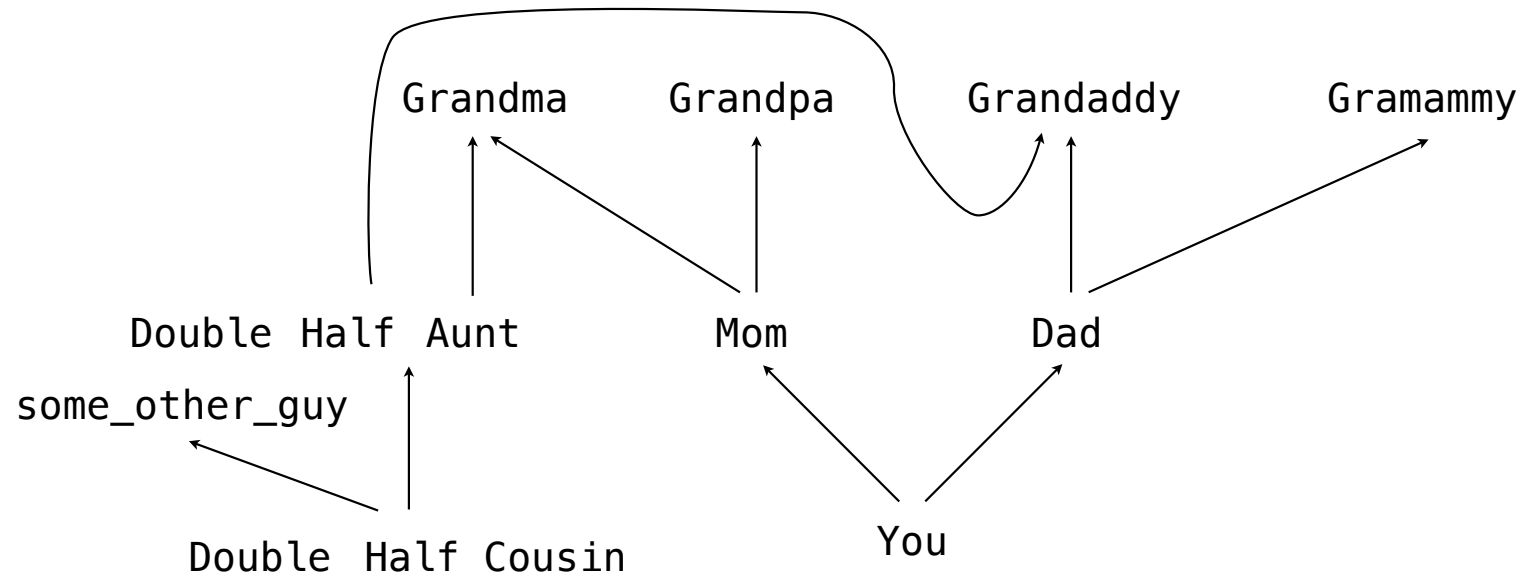 Grandma Grandpa Grandaddy Gramammy
Double Half Aunt Mom Dad
some_other_guy
Double Half Cousin You